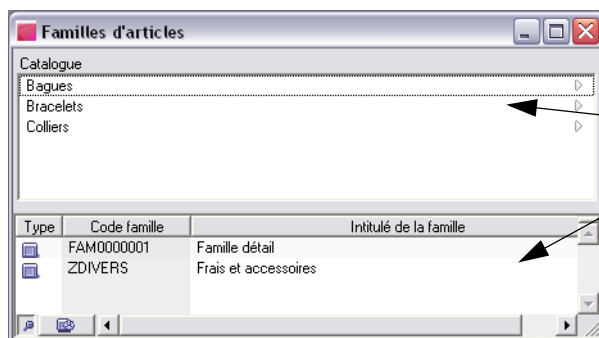 Familles d'articles
Catalogue
Bagues
Bracelets
Colliers
Type Code famille Intitulé de la famille
FAM0000001 Famille détail
ZDIVERS Frais et accessoires